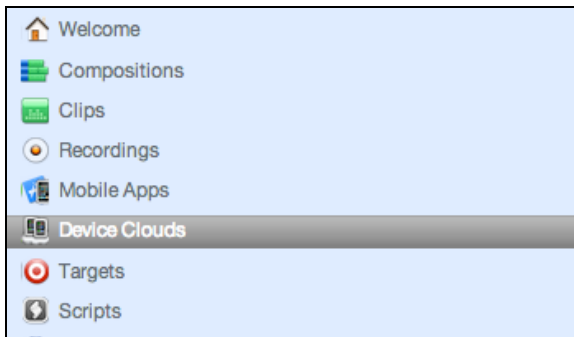 Welcome
Compositions
Clips
Recordings
Mobile Apps
Device Clouds
Targets
Scripts